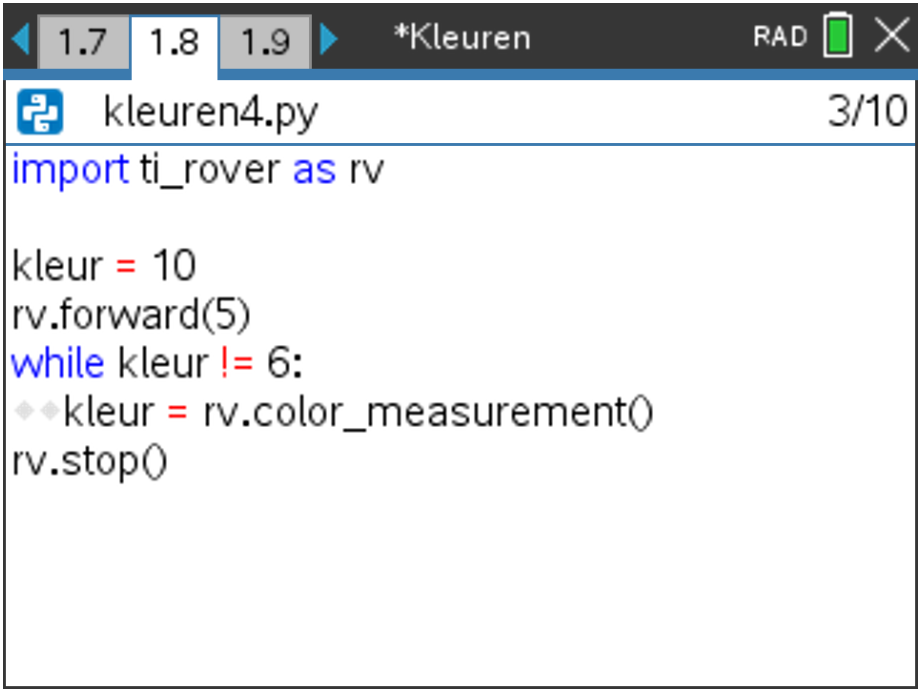 1.7 1.8 1.9 *Kleuren RAD
kleuren4.py 3/10
import ti_rover as rv
kleur = 10
rv.forward(5)
while kleur != 6:
◆◆kleur = rv.color_measurement()
rv.stop()